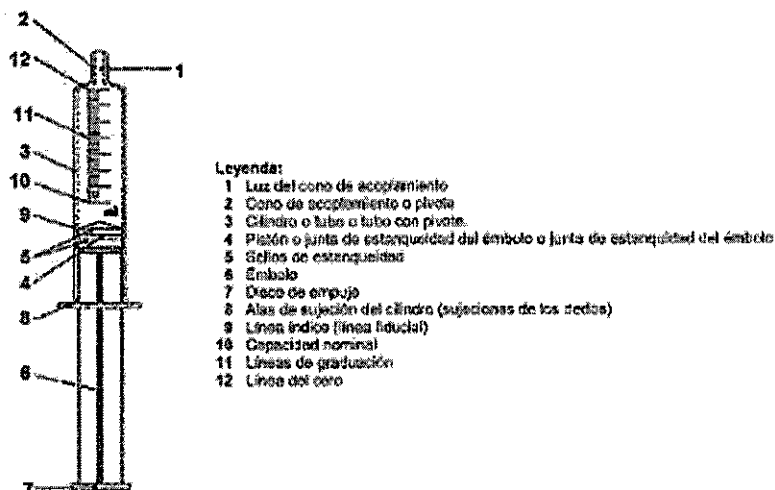 2
12
1
11
3
10
9
5
4
8
6
7
Leyenda:
1 Luz del cono de acoplamiento
2 Cono de acoplamiento o pivote
3 Cilindro o tubo o tubo con pivote
4 Pistón o junta de estanqueidad del émbolo o junta de estanquidad del émbolo
5 Sellos de estanqueidad
6 Émbolo
7 Disco de empuje
8 Alas de sujeción del cilindro (sujeciones de los dedos)
9 Línea índice (línea fiducial)
10 Capacidad nominal
11 Líneas de graduación
12 Línea del cero